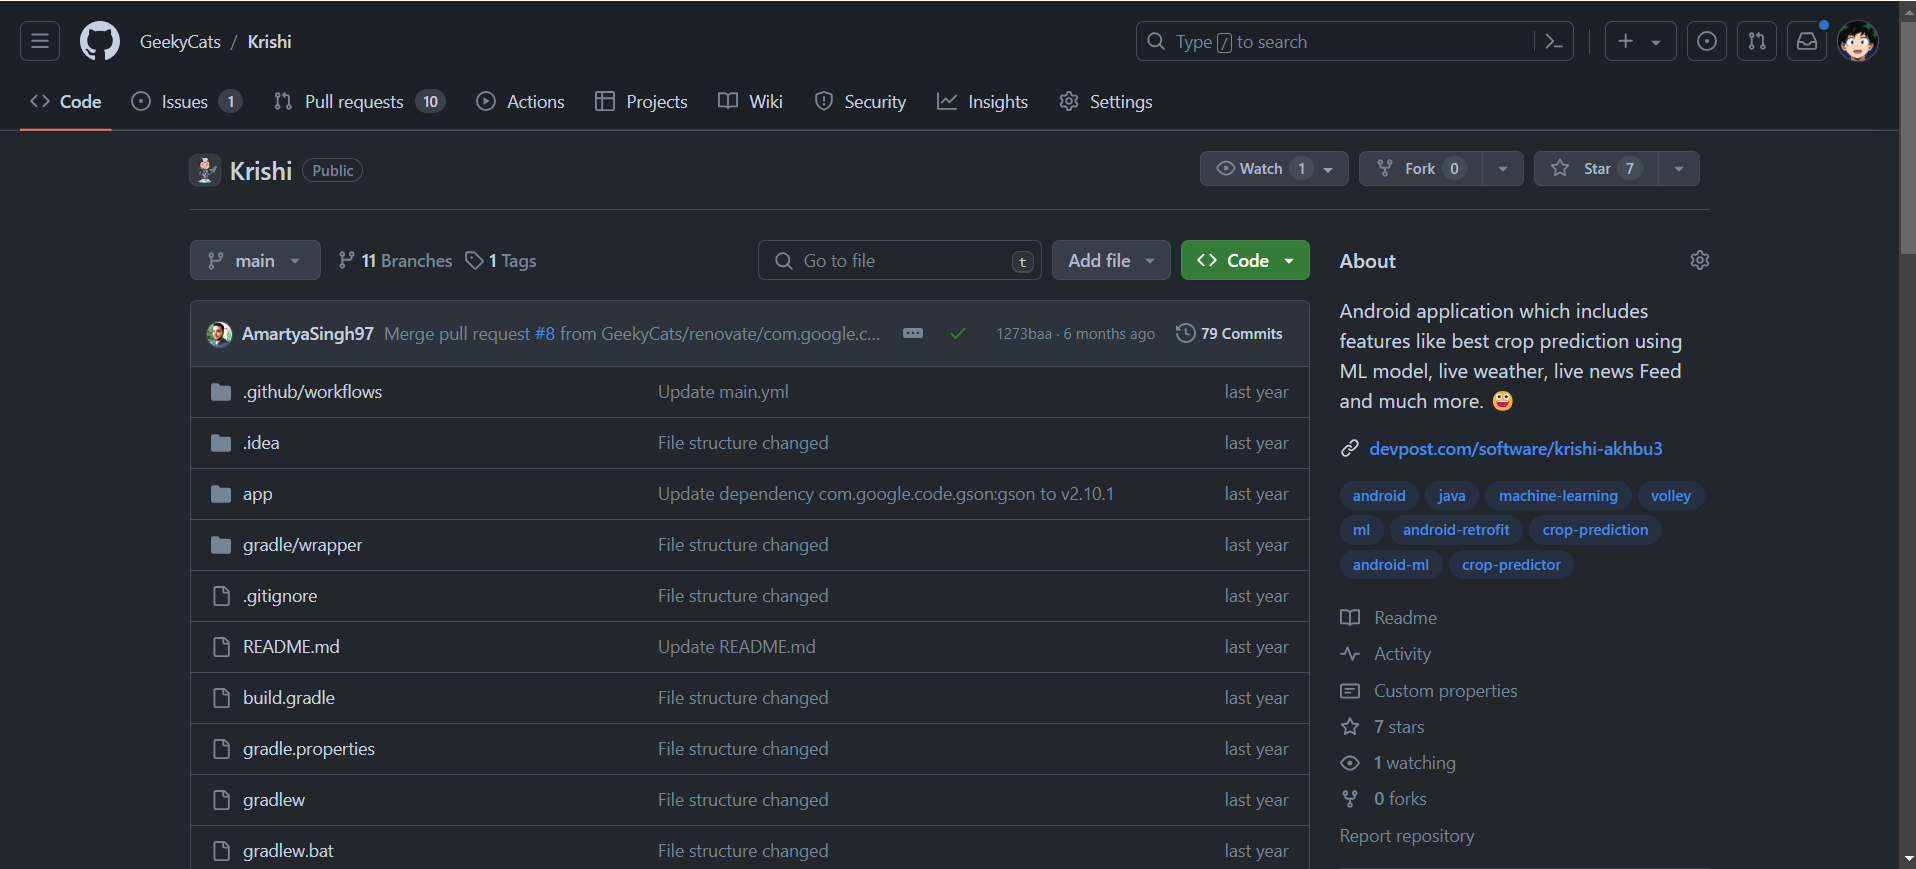 GeekyCats / Krishi
Type / to search
Code
Issues 1
Pull requests 10
Actions
Projects
Wiki
Security
Insights
Settings
Krishi Public
Watch 1
Fork 0
Star 7
main
11 Branches
1 Tags
Go to file t
Add file
Code
AmartyaSingh97 Merge pull request #8 from GeekyCats/renovate/com.google.c... 1273baa · 6 months ago 79 Commits
.github/workflows Update main.yml last year
.idea File structure changed last year
app Update dependency com.google.code.gson:gson to v2.10.1 last year
gradle/wrapper File structure changed last year
.gitignore File structure changed last year
README.md Update README.md last year
build.gradle File structure changed last year
gradle.properties File structure changed last year
gradlew File structure changed last year
gradlew.bat File structure changed last year
About
Android application which includes
features like best crop prediction using
ML model, live weather, live news Feed
and much more. 😀
devpost.com/software/krishi-akhbu3
android java machine-learning volley
ml android-retrofit crop-prediction
android-ml crop-predictor
Readme
Activity
Custom properties
7 stars
1 watching
0 forks
Report repository